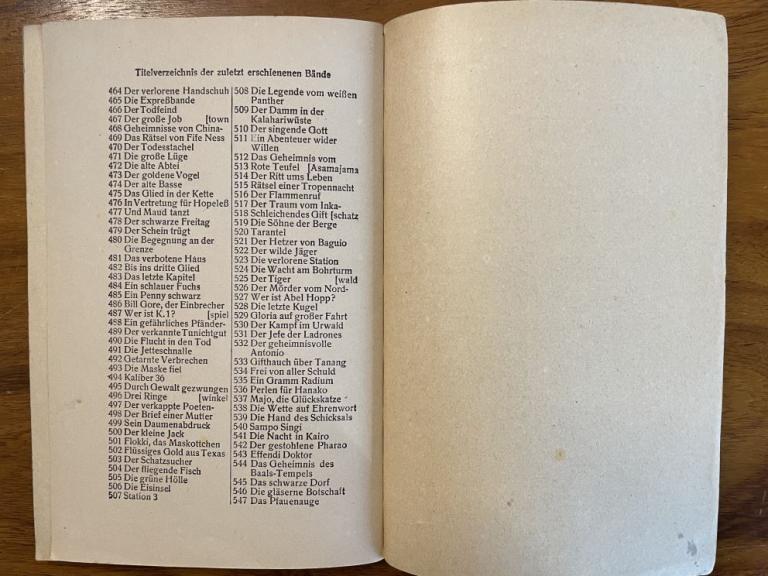 Titelverzeichnis der zuletzt erschienenen Bände
464 Der verlorene Handschuh
465 Die Expreßbande
466 Der Todfeind
467 Der große Job [town
468 Geheimnisse von China-
469 Das Rätsel von Fife Ness
470 Der Todesstachel
471 Die große Lüge
472 Die alte Abtei
473 Der goldene Vogel
474 Der alte Basse
475 Das Glied in der Kette
476 In Vertretung für Hopeleß
477 Und Maud tanzt
478 Der schwarze Freitag
479 Der Schein trügt
480 Die Begegnung an der
Grenze
481 Das verbotene Haus
482 Bis ins dritte Glied
483 Das letzte Kapitel
484 Ein schlauer Fuchs
485 Ein Penny schwarz
486 Bill Gore, der Einbrecher
487 Wer ist K.1? [spiel
488 Ein gefährliches Pfänder-
489 Der verkannte Tunichtgut
490 Die Flucht in den Tod
491 Die Jetteschnalle
492 Getarnte Verbrechen
493 Die Maske fiel
494 Kaliber 36
495 Durch Gewalt gezwungen
496 Drei Ringe [winkel
497 Der verkappte Poeten-
498 Der Brief einer Mutter
499 Sein Daumenabdruck
500 Der kleine Jack
501 Flokki, das Maskottchen
502 Flüssiges Gold aus Texas
503 Der Schatzsucher
504 Der fliegende Fisch
505 Die grüne Hölle
506 Die Eisinsel
507 Station 3
508 Die Legende vom weißen
Panther
509 Der Damm in der
Kalahariwüste
510 Der singende Gott
511 Ein Abenteuer wider
Willen
512 Das Geheimnis vom
513 Rote Teufel [Asamajama
514 Der Ritt ums Leben
515 Rätsel einer Tropennacht
516 Der Flammenruf
517 Der Traum vom Inka-
518 Schleichendes Gift [schatz
519 Die Söhne der Berge
520 Tarantel
521 Der Hetzer von Baguio
522 Der wilde Jäger
523 Die verlorene Station
524 Die Wacht am Bohrturm
525 Der Tiger [wald
526 Der Mörder vom Nord-
527 Wer ist Abel Hopp?
528 Die letzte Kugel
529 Gloria auf großer Fahrt
530 Der Kampf im Urwald
531 Der Jefe der Ladrones
532 Der geheimnisvolle
Antonio
533 Gifthauch über Tanang
534 Frei von aller Schuld
535 Ein Gramm Radium
536 Perlen für Hanako
537 Majo, die Glückskatze
538 Die Wette auf Ehrenwort
539 Die Hand des Schicksals
540 Sampo Singi
541 Die Nacht in Kairo
542 Der gestohlene Pharao
543 Effendi Doktor
544 Das Geheimnis des
Baals-Tempels
545 Das schwarze Dorf
546 Die gläserne Botschaft
547 Das Pfauenauge